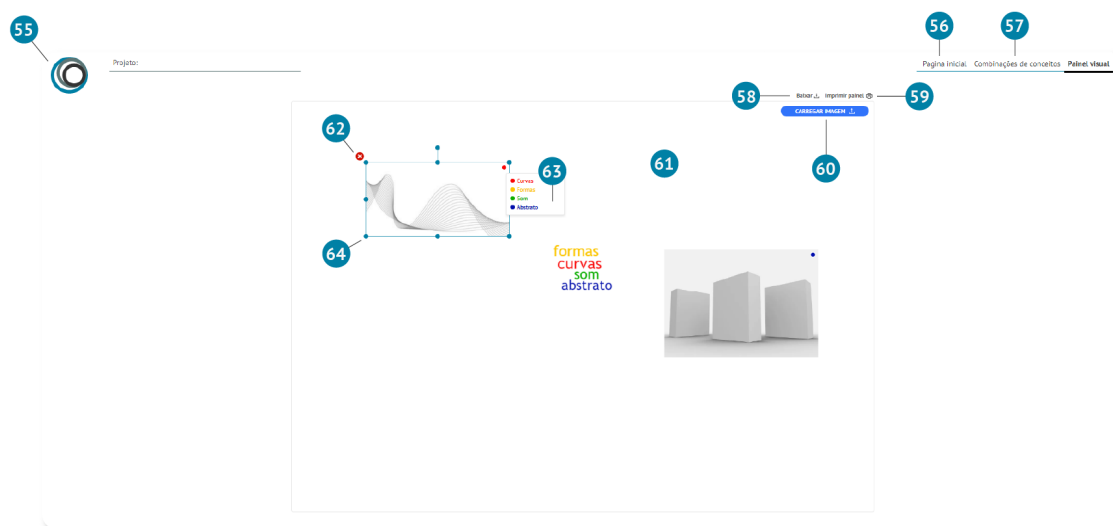 55
56
57
Projeto:
Pagina inicial
Combinações de conceitos
Painel visual
58
Baixar
Imprimir painel
59
CARREGAR IMAGEM
60
62
61
63
Curvas
Formas
Som
Abstrato
64
formas
curvas
som
abstrato